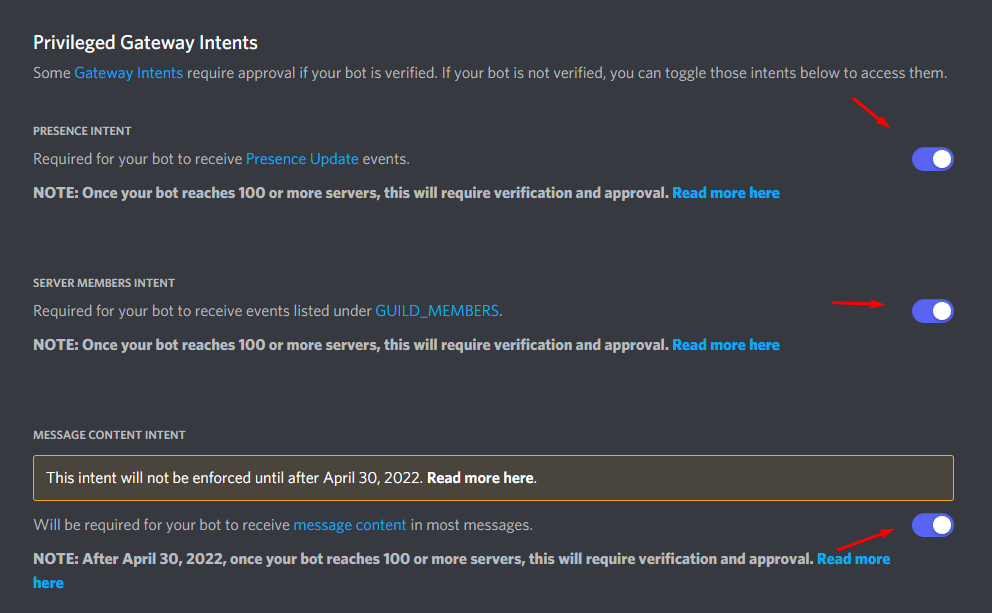 Privileged Gateway Intents
Some Gateway Intents require approval if your bot is verified. If your bot is not verified, you can toggle those intents below to access them.
PRESENCE INTENT
Required for your bot to receive Presence Update events.
NOTE: Once your bot reaches 100 or more servers, this will require verification and approval. Read more here
SERVER MEMBERS INTENT
Required for your bot to receive events listed under GUILD_MEMBERS.
NOTE: Once your bot reaches 100 or more servers, this will require verification and approval. Read more here
MESSAGE CONTENT INTENT
This intent will not be enforced until after April 30, 2022. Read more here.
Will be required for your bot to receive message content in most messages.
NOTE: After April 30, 2022, once your bot reaches 100 or more servers, this will require verification and approval. Read more
here